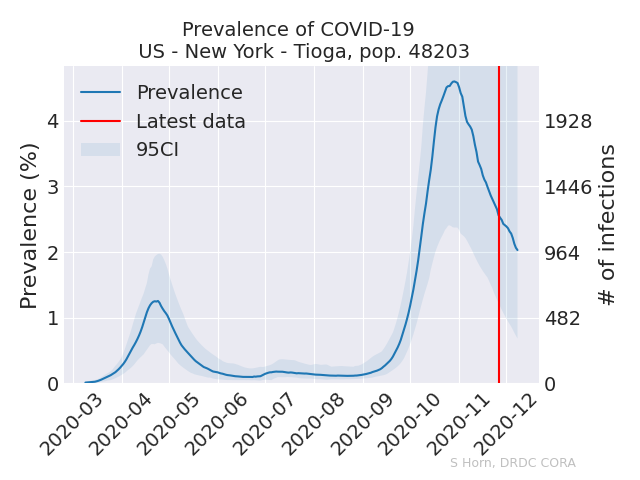 Prevalence of COVID-19
US - New York - Tioga, pop. 48203
Prevalence
Latest data
95CI
Prevalence (%)
4
3
2
1
0
1928
1446
964
482
0
# of infections
2020-03
2020-04
2020-05
2020-06
2020-07
2020-08
2020-09
2020-10
2020-11
2020-12
S Horn, DRDC CORA